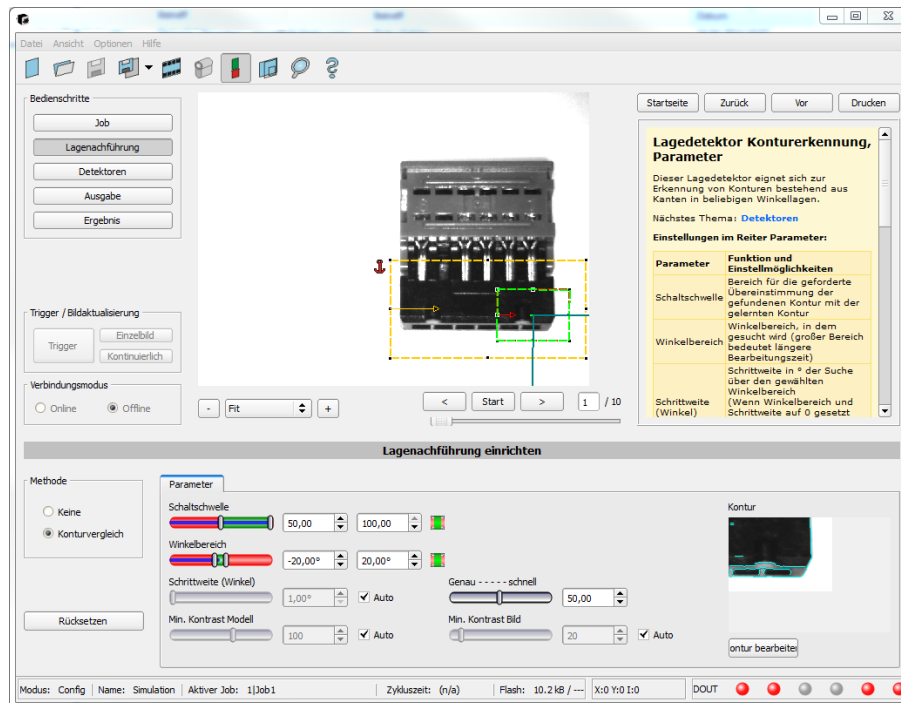 Datei Ansicht Optionen Hilfe
Bedienschritte
Job
Lagenachführung
Detektoren
Ausgabe
Ergebnis
Trigger / Bildaktualisierung
Trigger
Einzelbild
Kontinuierlich
Verbindungsmodus
Online Offline
- Fit +
< Start > 1 / 10
Startseite Zurück Vor Drucken
Lagedetektor Konturerkennung,
Parameter
Dieser Lagedetektor eignet sich zur
Erkennung von Konturen bestehend aus
Kanten in beliebigen Winkellagen.
Nächstes Thema: Detektoren
Einstellungen im Reiter Parameter:
Parameter
Funktion und
Einstellmöglichkeiten
Schaltschwelle
Bereich für die geforderte
Übereinstimmung der
gefundenen Kontur mit der
gelernten Kontur
Winkelbereich
Winkelbereich, in dem
gesucht wird (großer Bereich
bedeutet längere
Bearbeitungszeit)
Schrittweite
(Winkel)
Schrittweite in ° der Suche
über den gewählten
Winkelbereich
(Wenn Winkelbereich und
Schrittweite auf 0 gesetzt
Lagenachführung einrichten
Methode
Keine
Konturvergleich
Rücksetzen
Parameter
Schaltschwelle
50,00 100,00
Winkelbereich
-20,00° 20,00°
Schrittweite (Winkel)
1,00° Auto
Genau - - - - - schnell
50,00
Min. Kontrast Modell
100 Auto
Min. Kontrast Bild
20 Auto
Kontur
ontur bearbeiten
Modus: Config Name: Simulation Aktiver Job: 1|Job1 Zykluszeit: (n/a) Flash: 10.2 kB / --- X:0 Y:0 I:0 DOUT